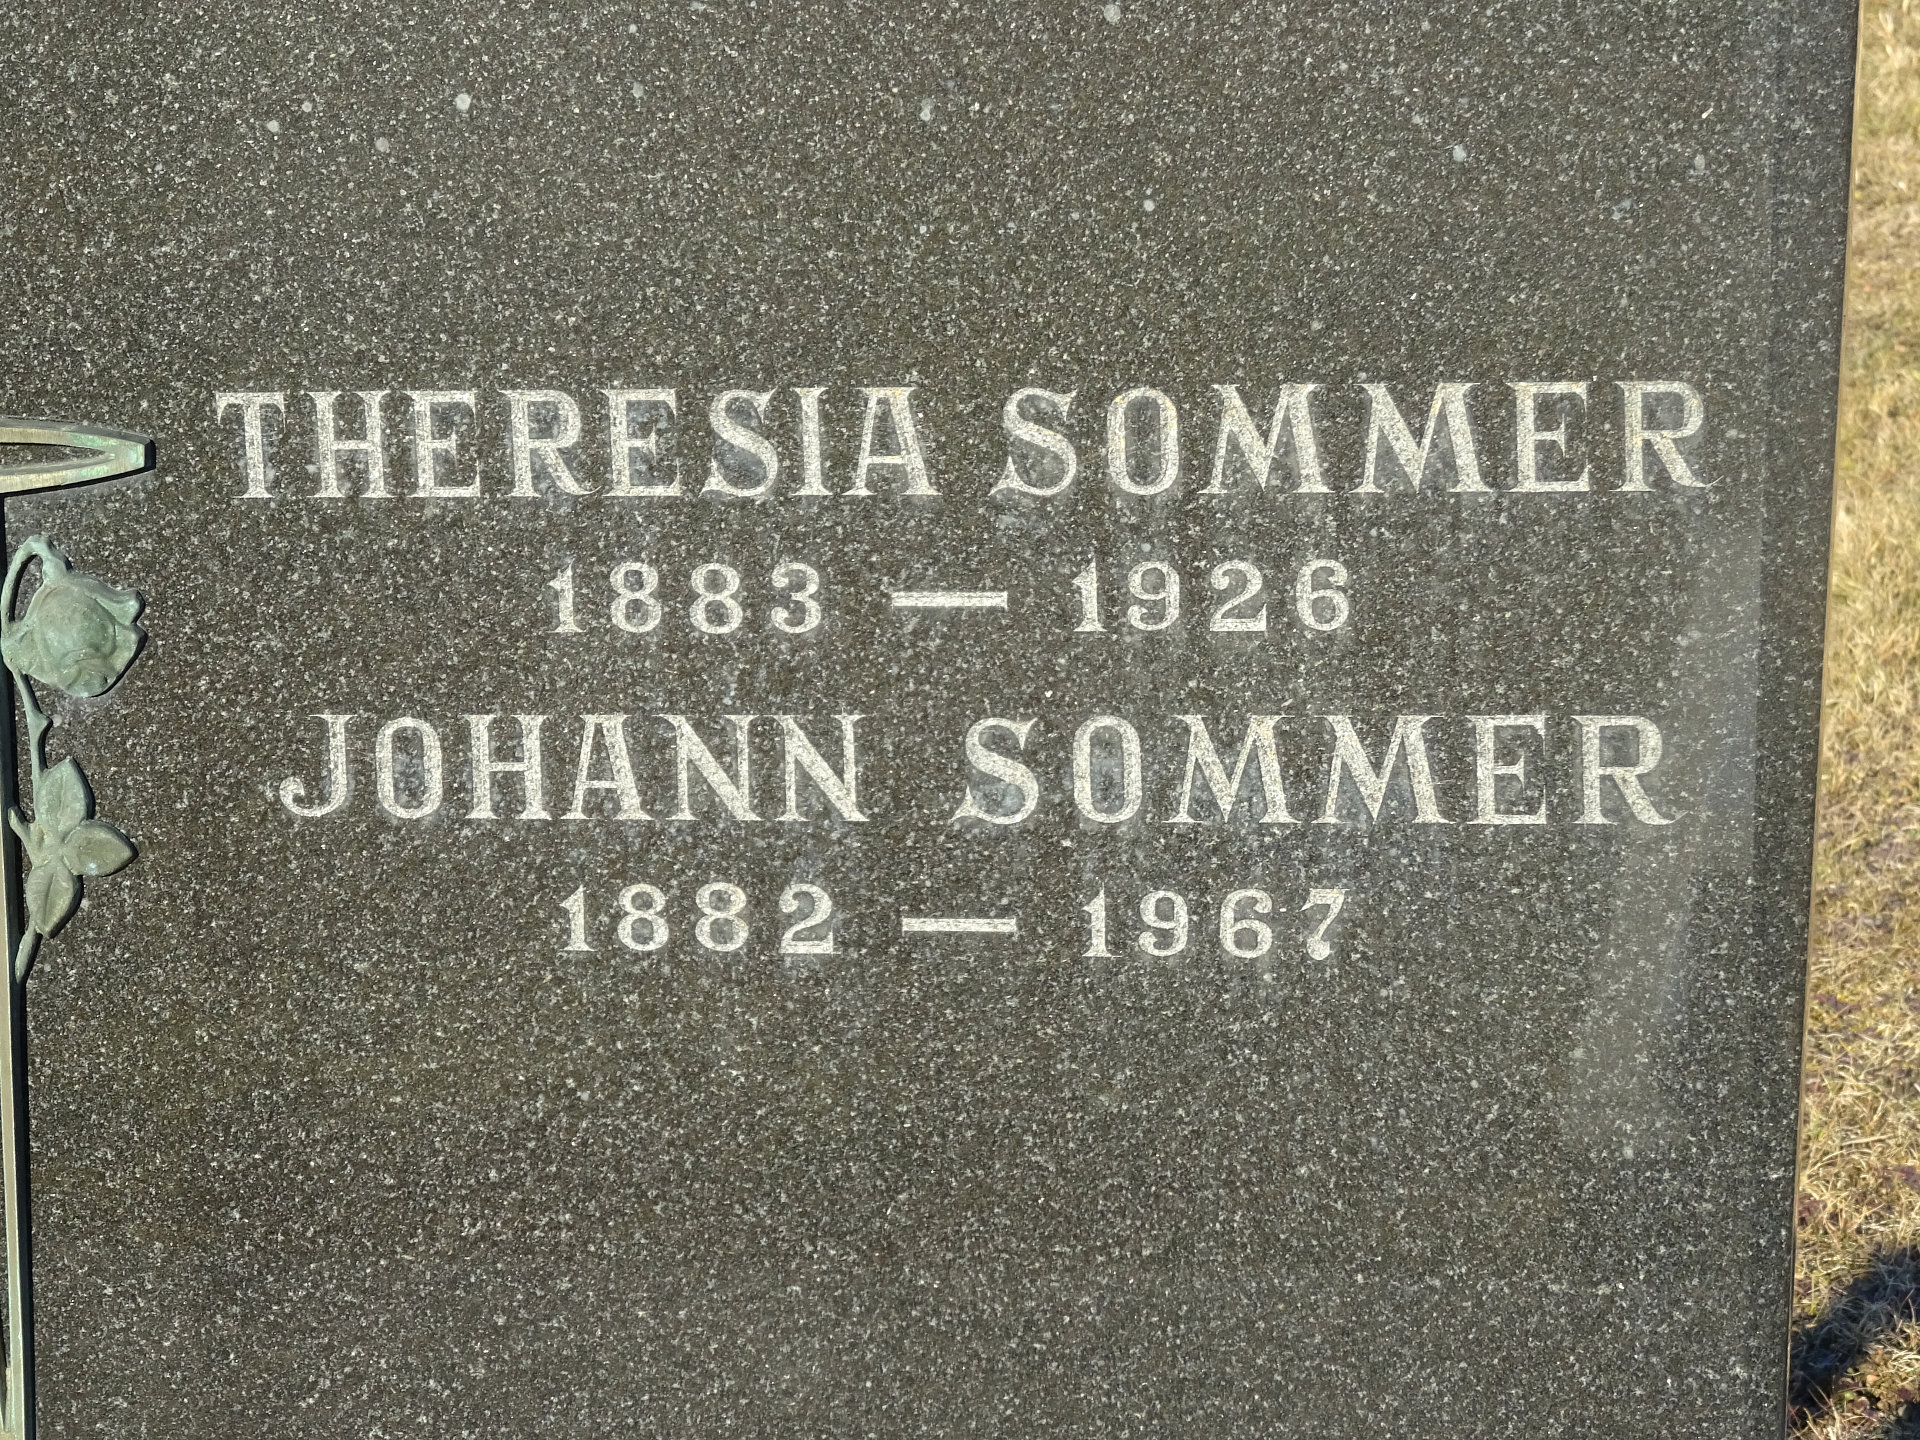 THERESIA SOMMER
1883 — 1926
JOHANN SOMMER
1882 — 1967